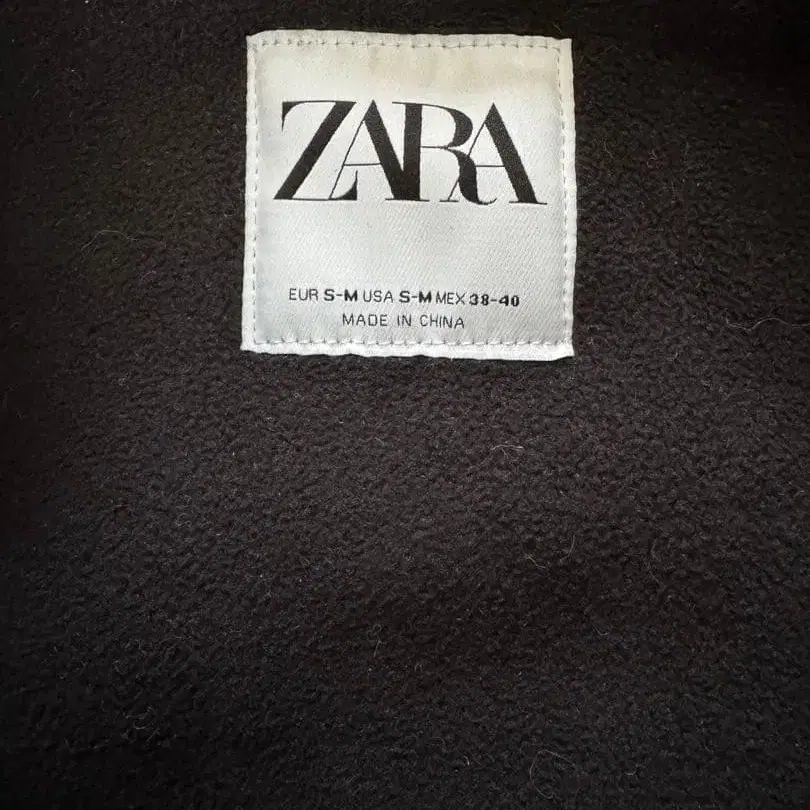 ZARA
EUR S-M USA S-M MEX 38-40
MADE IN CHINA